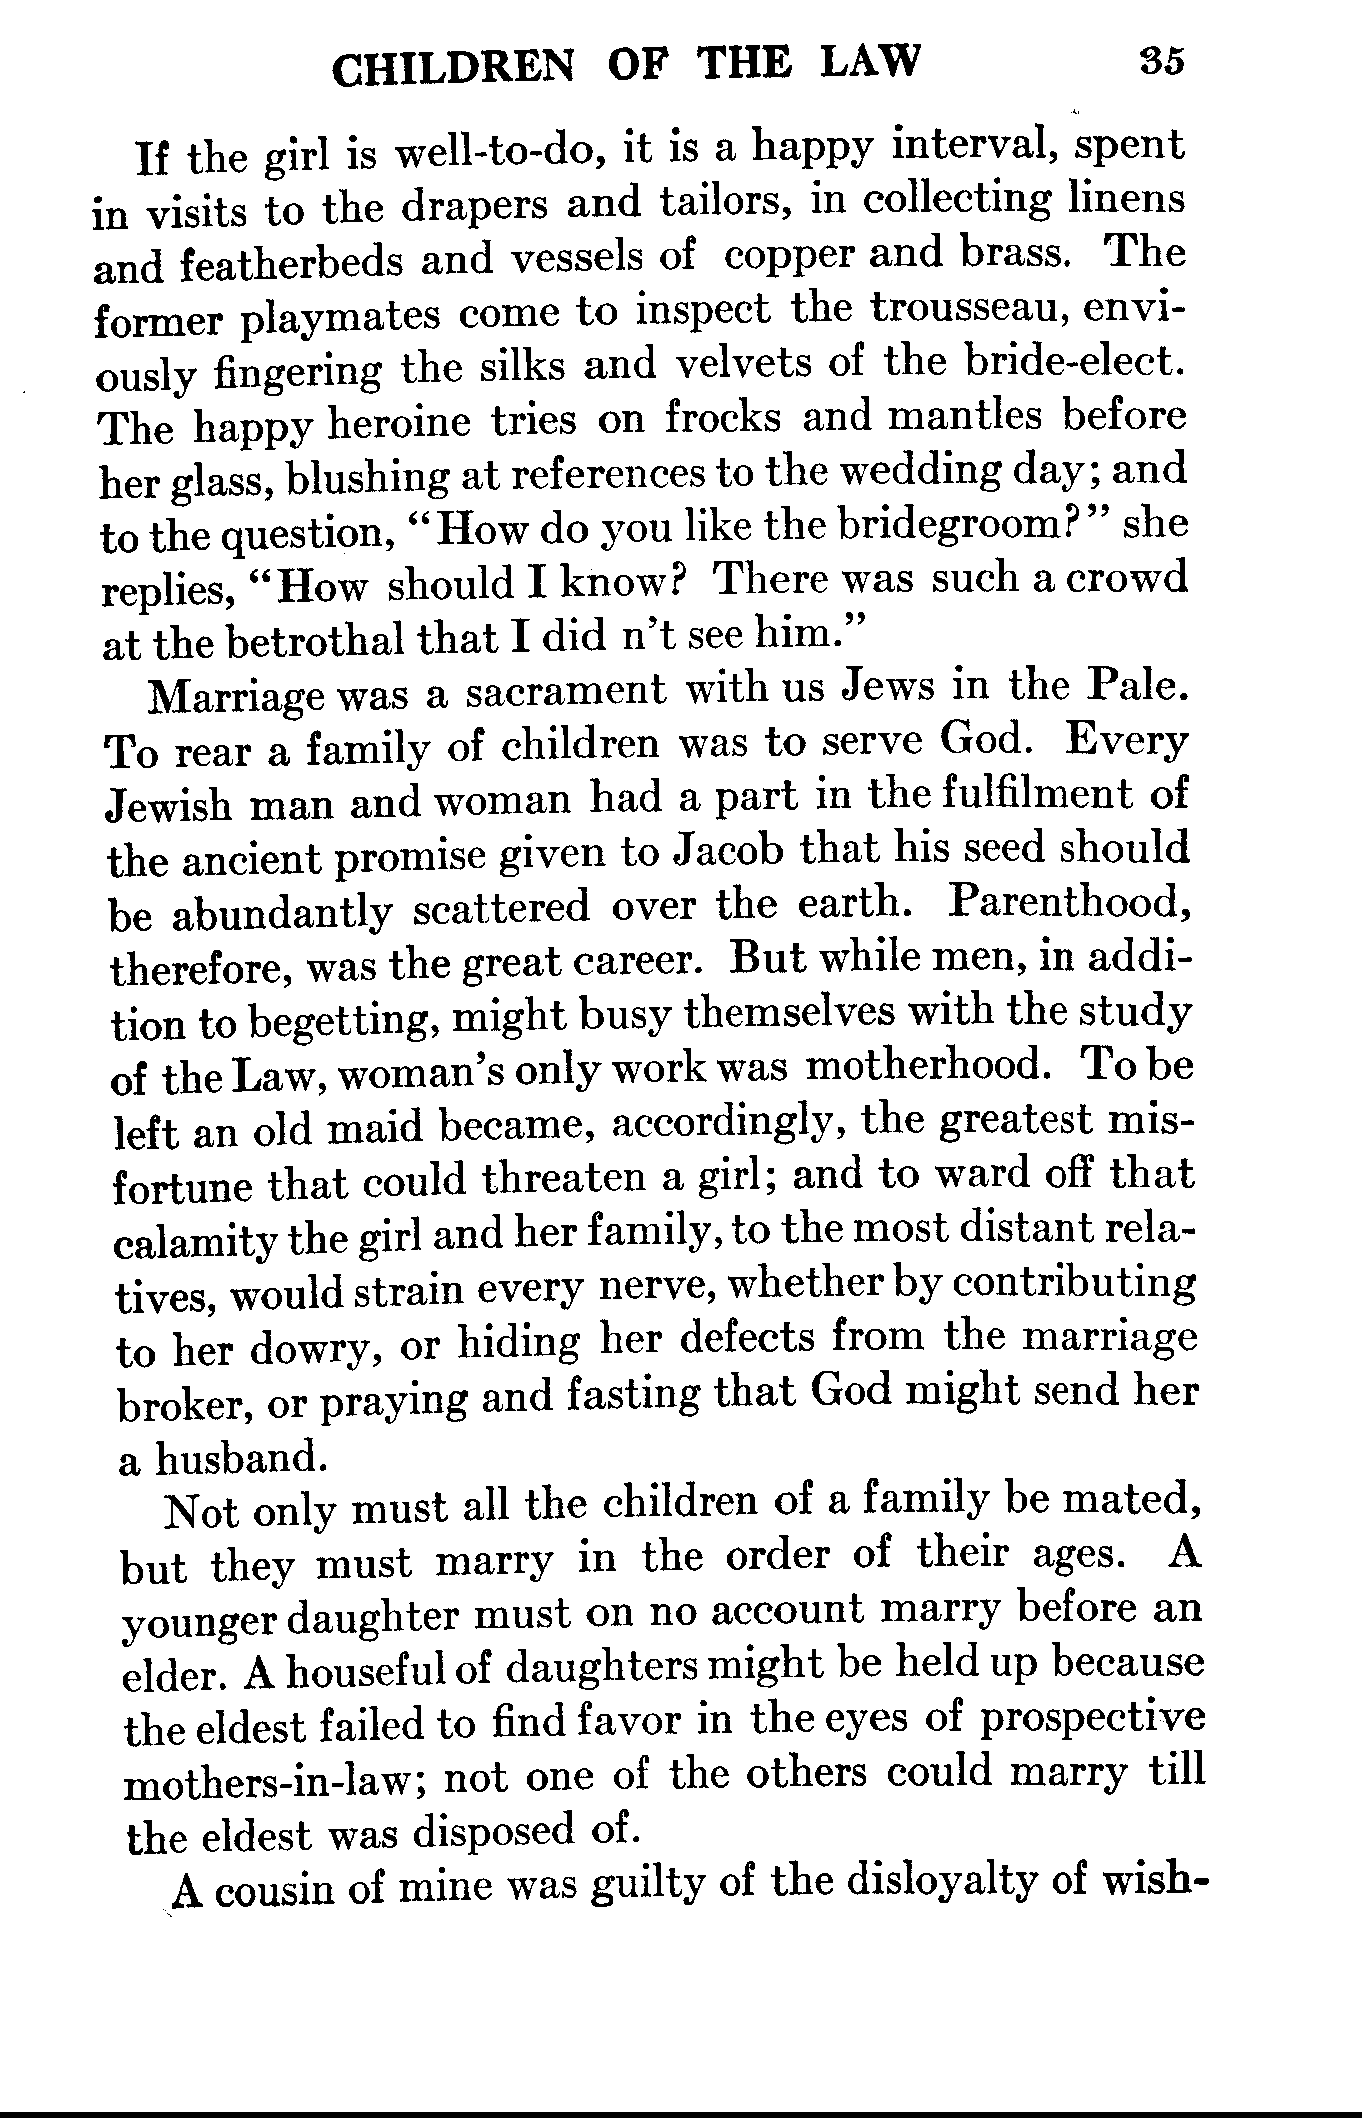 CHILDREN OF THE LAW 35
If the girl is well-to-do, it is a happy interval, spent
in visits to the drapers and tailors, in collecting linens
and featherbeds and vessels of copper and brass. The
former playmates come to inspect the trousseau, envi-
ously fingering the silks and velvets of the bride-elect.
The happy heroine tries on frocks and mantles before
her glass, blushing at references to the wedding day; and
to the question, “How do you like the bridegroom?” she
replies, “How should I know? There was such a crowd
at the betrothal that I did n’t see him.”
Marriage was a sacrament with us Jews in the Pale.
To rear a family of children was to serve God. Every
Jewish man and woman had a part in the fulfilment of
the ancient promise given to Jacob that his seed should
be abundantly scattered over the earth. Parenthood,
therefore, was the great career. But while men, in addi-
tion to begetting, might busy themselves with the study
of the Law, woman’s only work was motherhood. To be
left an old maid became, accordingly, the greatest mis-
fortune that could threaten a girl; and to ward off that
calamity the girl and her family, to the most distant rela-
tives, would strain every nerve, whether by contributing
to her dowry, or hiding her defects from the marriage
broker, or praying and fasting that God might send her
a husband.
Not only must all the children of a family be mated,
but they must marry in the order of their ages. A
younger daughter must on no account marry before an
elder. A houseful of daughters might be held up because
the eldest failed to find favor in the eyes of prospective
mothers-in-law; not one of the others could marry till
the eldest was disposed of.
A cousin of mine was guilty of the disloyalty of wish-